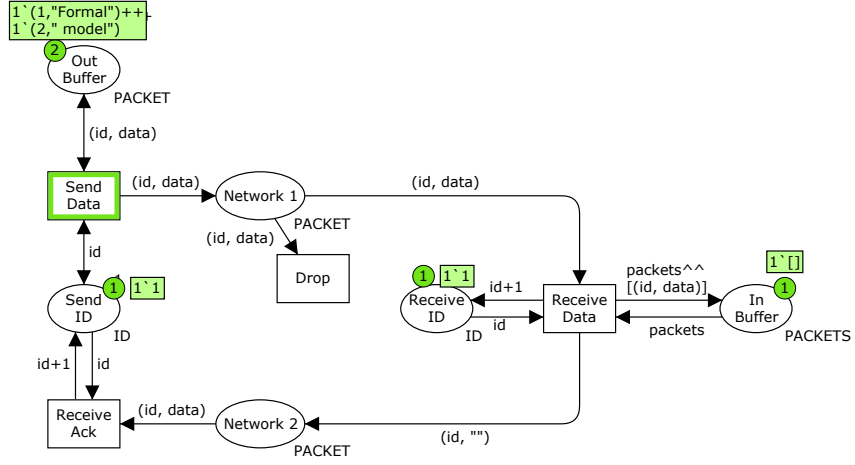 1`(1,"Formal")++
1`(2," model")
2
Out
Buffer
PACKET
(id, data)
Send
Data
(id, data)
Network 1
(id, data)
PACKET
(id, data)
Drop
id
Send
ID
1
1`1
ID
1
1`1
Receive
ID
ID
id+1
id
Receive
Data
packets^^
[(id, data)]
packets
1`[]
1
In
Buffer
PACKETS
id+1
id
Receive
Ack
(id, data)
Network 2
PACKET
(id, "")